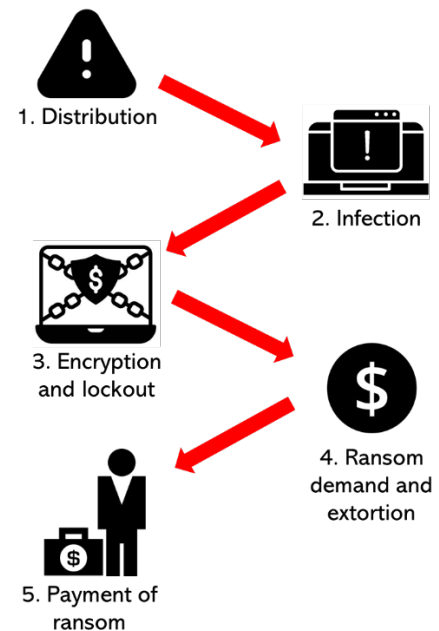 1. Distribution
2. Infection
3. Encryption
and lockout
4. Ransom
demand and
extortion
5. Payment of
ransom